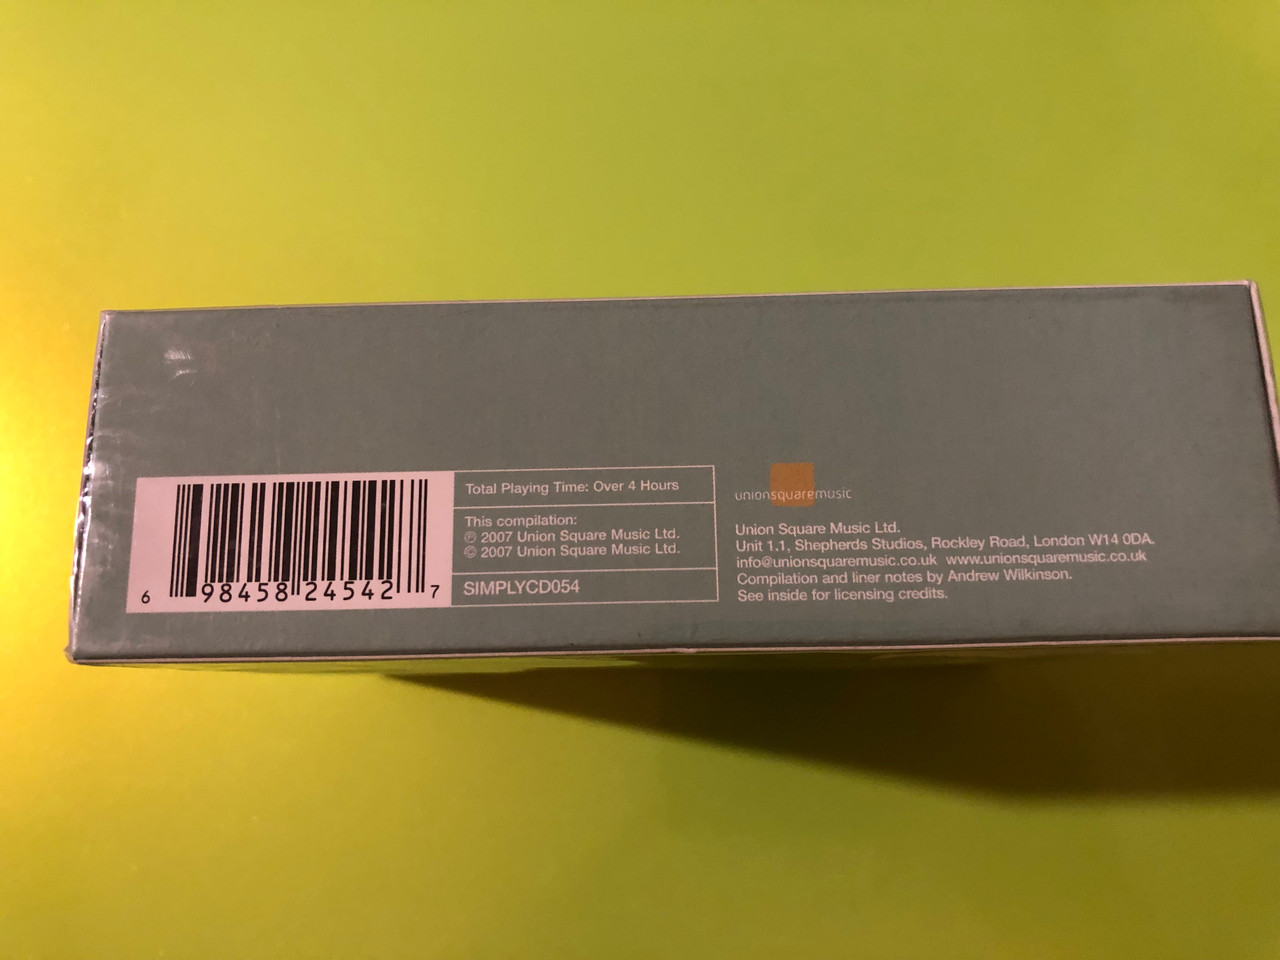 6 98458 24542 7
Total Playing Time: Over 4 Hours
This compilation:
℗ 2007 Union Square Music Ltd.
© 2007 Union Square Music Ltd.
SIMPLYCD054
unionsquaremusic
Union Square Music Ltd.
Unit 1.1, Shepherds Studios, Rockley Road, London W14 0DA.
info@unionsquaremusic.co.uk www.unionsquaremusic.co.uk
Compilation and liner notes by Andrew Wilkinson.
See inside for licensing credits.